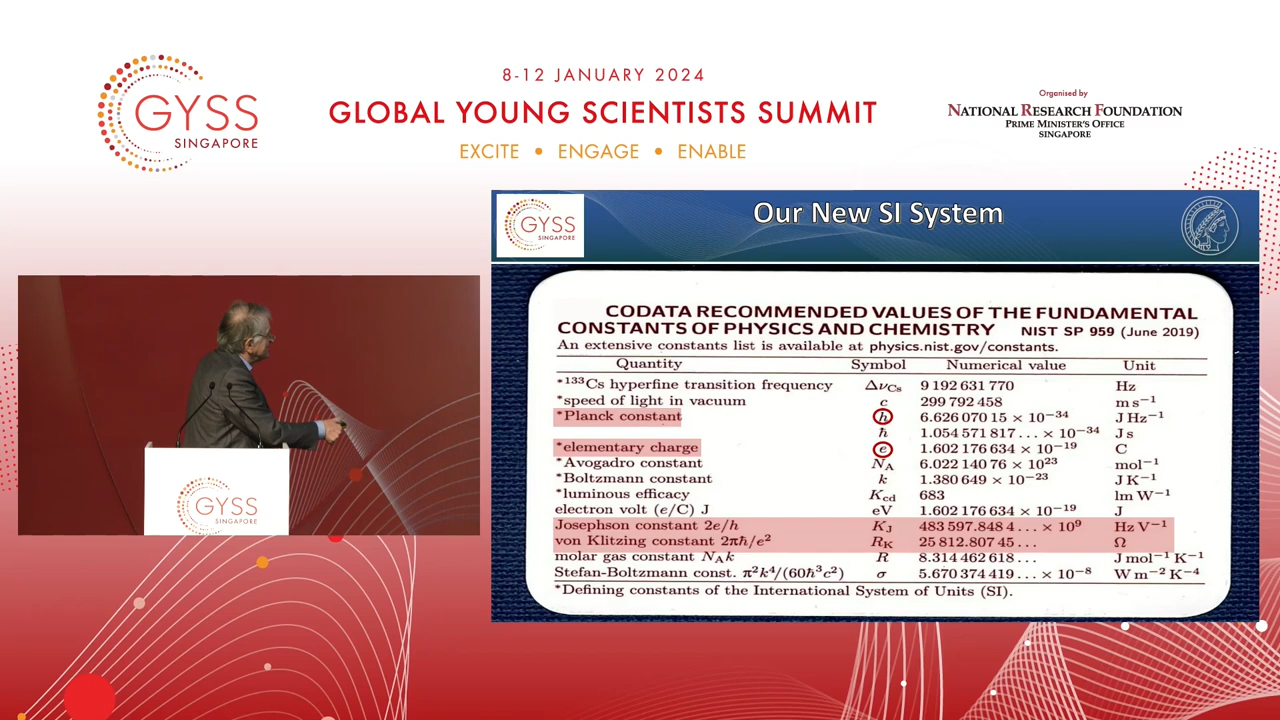 GYSS
SINGAPORE
8-12 JANUARY 2024
GLOBAL YOUNG SCIENTISTS SUMMIT
EXCITE • ENGAGE • ENABLE
Organised by
NATIONAL RESEARCH FOUNDATION
PRIME MINISTER'S OFFICE
SINGAPORE
GYSS
SINGAPORE
Our New SI System
CODATA RECOMMENDED VALUES OF THE FUNDAMENTAL
CONSTANTS OF PHYSICS AND CHEMISTRY NIST SP 959 (June 2019)
An extensive constants list is available at physics.nist.gov/constants.
Quantity Symbol Numerical value Unit
*¹³³Cs hyperfine transition frequency Δν_Cs 9 192 631 770 Hz
*speed of light in vacuum c 299 792 458 m s⁻¹
*Planck constant h 6.626 070 15 × 10⁻³⁴ J Hz⁻¹
ħ 1.054 571 817... × 10⁻³⁴ J s
*elementary charge e 1.602 176 634 × 10⁻¹⁹ C
*Avogadro constant N_A 6.022 140 76 × 10²³ mol⁻¹
*Boltzmann constant k 1.380 649 × 10⁻²³ J K⁻¹
*luminous efficacy K_cd 683 lm W⁻¹
electron volt (e/C) J eV 1.602 176 634 × 10⁻¹⁹ J
Josephson constant 2e/h K_J 483 597.848 4... × 10⁹ Hz V⁻¹
von Klitzing constant 2πħ/e² R_K 25 812.807 45... Ω
molar gas constant N_A k R 8.314 462 618... J mol⁻¹ K⁻¹
Stefan-Boltzmann const. π²k⁴/(60ħ³c²) σ 5.670 374 419... × 10⁻⁸ W m⁻² K⁻⁴
*Defining constants of the International System of Units (SI).
GYSS
SINGAPORE